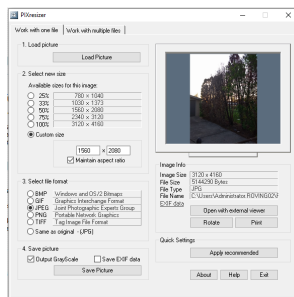 PIXresizer
Work with one file
Work with multiple files
1. Load picture
Load Picture
2. Select new size
Available sizes for this image:
25% 780 x 1040
33% 1030 x 1373
50% 1560 x 2080
75% 2340 x 3120
100% 3120 x 4160
Custom size
1560 x 2080
Maintain aspect ratio
3. Select file format
BMP Windows and OS/2 Bitmaps
GIF Graphics Interchange Format
JPEG Joint Photographic Experts Group
PNG Portable Network Graphics
TIFF Tag Image File Format
Same as original (JPG)
4. Save picture
Output GrayScale
Save EXIF data
Save Picture
Image Info
Image Size 3120 x 4160
File Size 5144290 Bytes
File Type JPG
File Name
EXIF data
Open with external viewer
Rotate
Print
Quick Settings
Apply recommended
About
Help
Exit